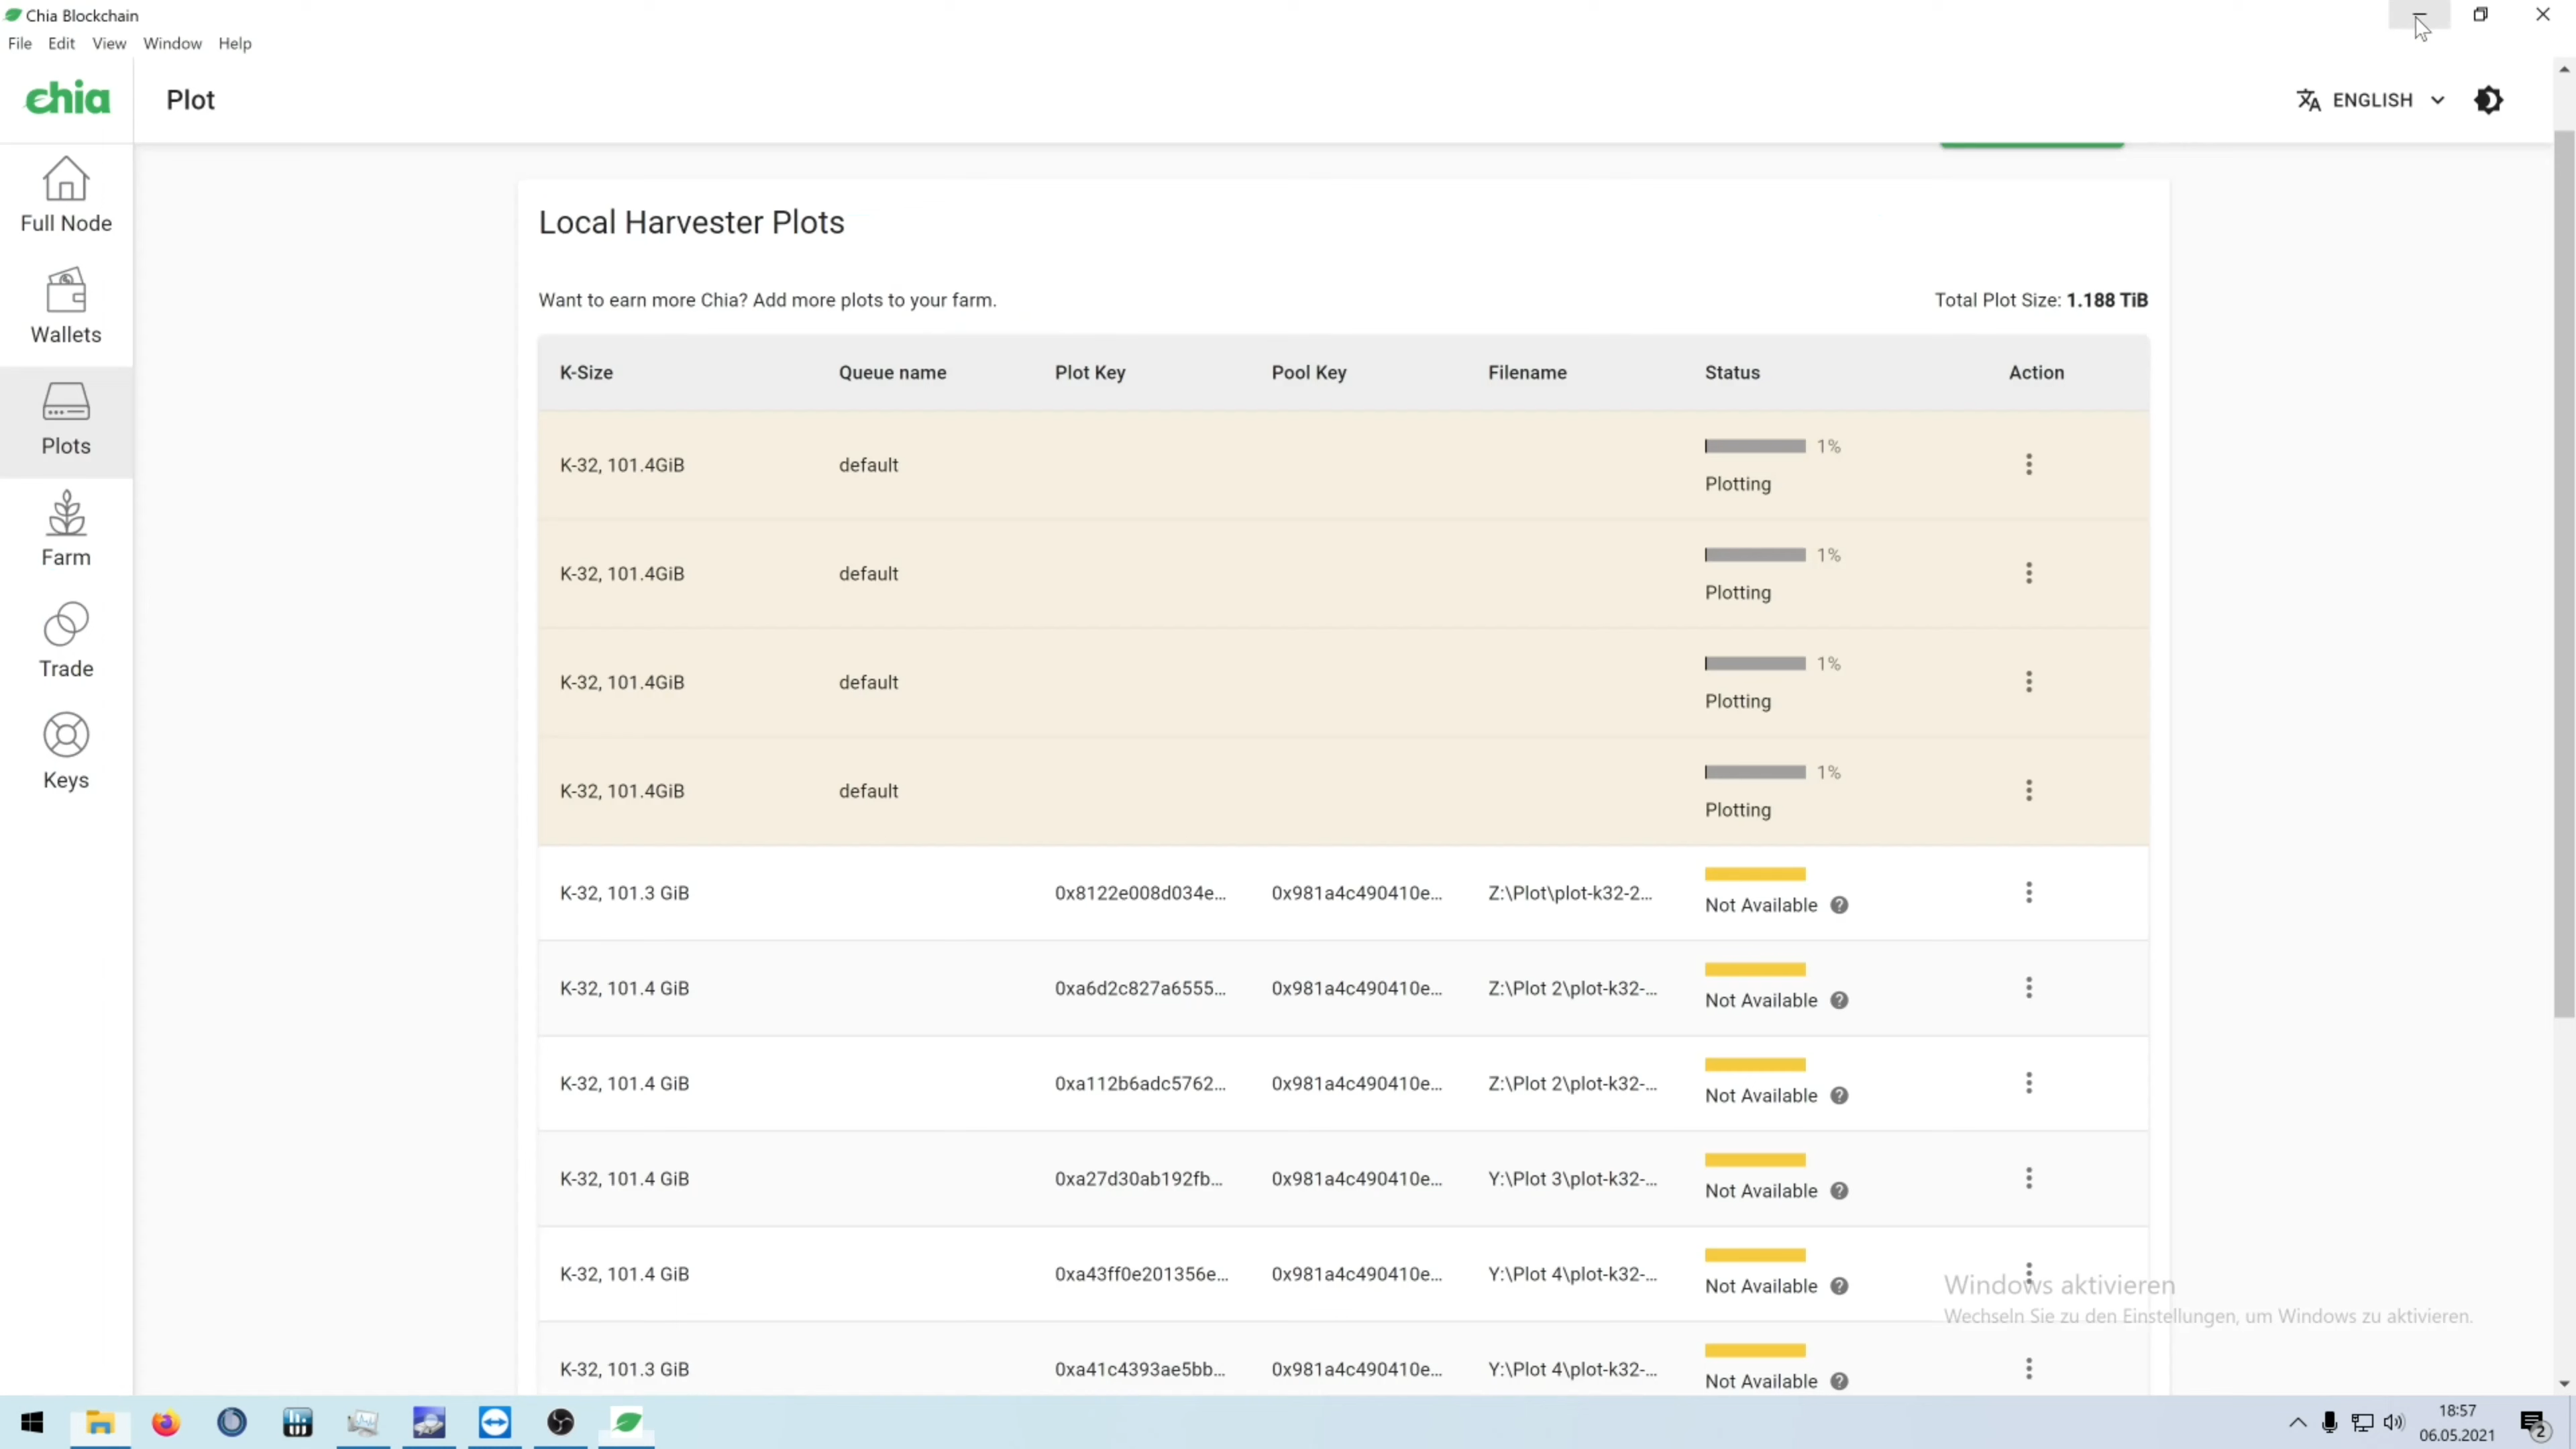 Chia Blockchain
File Edit View Window Help
chia
Plot
ENGLISH
Full Node
Wallets
Plots
Farm
Trade
Keys
Local Harvester Plots
Want to earn more Chia? Add more plots to your farm.
Total Plot Size: 1.188 TiB
K-Size Queue name Plot Key Pool Key Filename Status Action
K-32, 101.4GiB default 1%
Plotting
K-32, 101.4GiB default 1%
Plotting
K-32, 101.4GiB default 1%
Plotting
K-32, 101.4GiB default 1%
Plotting
K-32, 101.3 GiB 0x8122e008d034e... 0x981a4c490410e... Z:\Plot\plot-k32-2... Not Available ?
K-32, 101.4 GiB 0xa6d2c827a6555... 0x981a4c490410e... Z:\Plot 2\plot-k32-... Not Available ?
K-32, 101.4 GiB 0xa112b6adc5762... 0x981a4c490410e... Z:\Plot 2\plot-k32-... Not Available ?
K-32, 101.4 GiB 0xa27d30ab192fb... 0x981a4c490410e... Y:\Plot 3\plot-k32-... Not Available ?
K-32, 101.4 GiB 0xa43ff0e201356e... 0x981a4c490410e... Y:\Plot 4\plot-k32-... Not Available ?
K-32, 101.3 GiB 0xa41c4393ae5bb... 0x981a4c490410e... Y:\Plot 4\plot-k32-... Not Available ?
Windows aktivieren
Wechseln Sie zu den Einstellungen, um Windows zu aktivieren.
18:57
06.05.2021
2